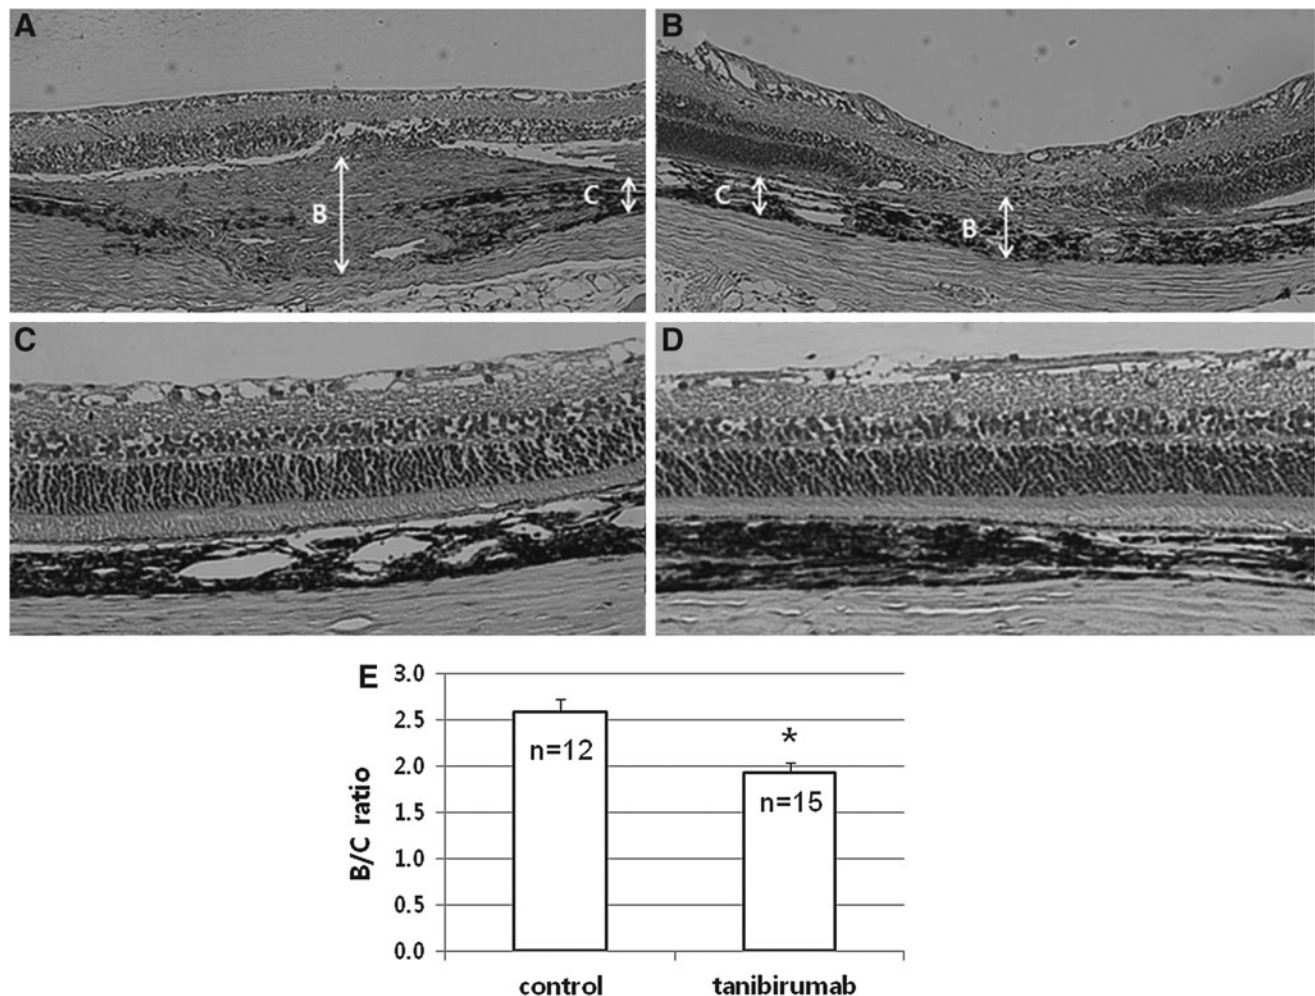 A
B
C
B
C
B
C
D
E
3.0
2.5
2.0
1.5
1.0
0.5
0.0
B/C ratio
n=12
*
n=15
control
tanibirumab